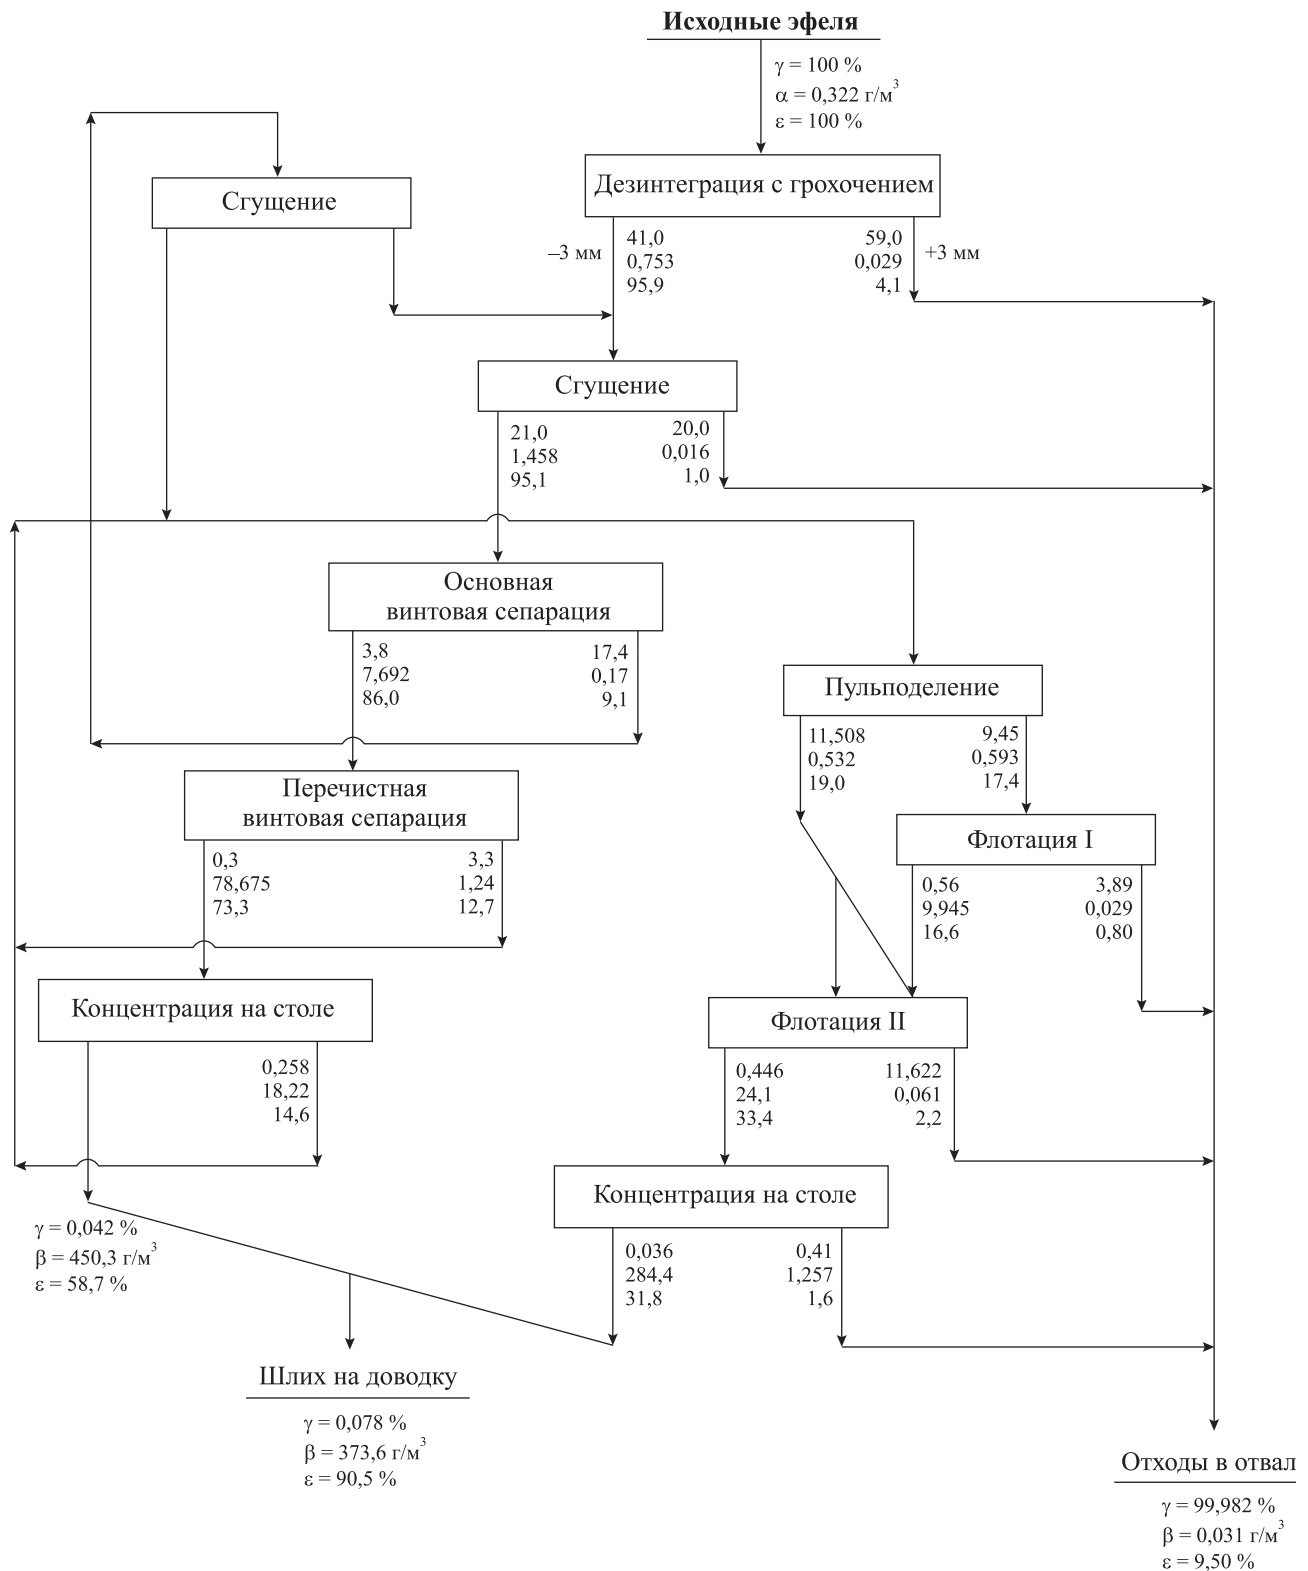 Исходные эфеля
γ = 100 %
α = 0,322 г/м³
ε = 100 %
Сгущение
Дезинтеграция с грохочением
–3 мм
41,0
0,753
95,9
59,0
0,029
4,1
+3 мм
Сгущение
21,0
1,458
95,1
20,0
0,016
1,0
Основная
винтовая сепарация
3,8
7,692
86,0
17,4
0,17
9,1
Пульподеление
11,508
0,532
19,0
9,45
0,593
17,4
Перечистная
винтовая сепарация
0,3
78,675
73,3
3,3
1,24
12,7
Флотация I
0,56
9,945
16,6
3,89
0,029
0,80
Концентрация на столе
0,258
18,22
14,6
Флотация II
0,446
24,1
33,4
11,622
0,061
2,2
Концентрация на столе
0,036
284,4
31,8
0,41
1,257
1,6
γ = 0,042 %
β = 450,3 г/м³
ε = 58,7 %
Шлих на доводку
γ = 0,078 %
β = 373,6 г/м³
ε = 90,5 %
Отходы в отвал
γ = 99,982 %
β = 0,031 г/м³
ε = 9,50 %